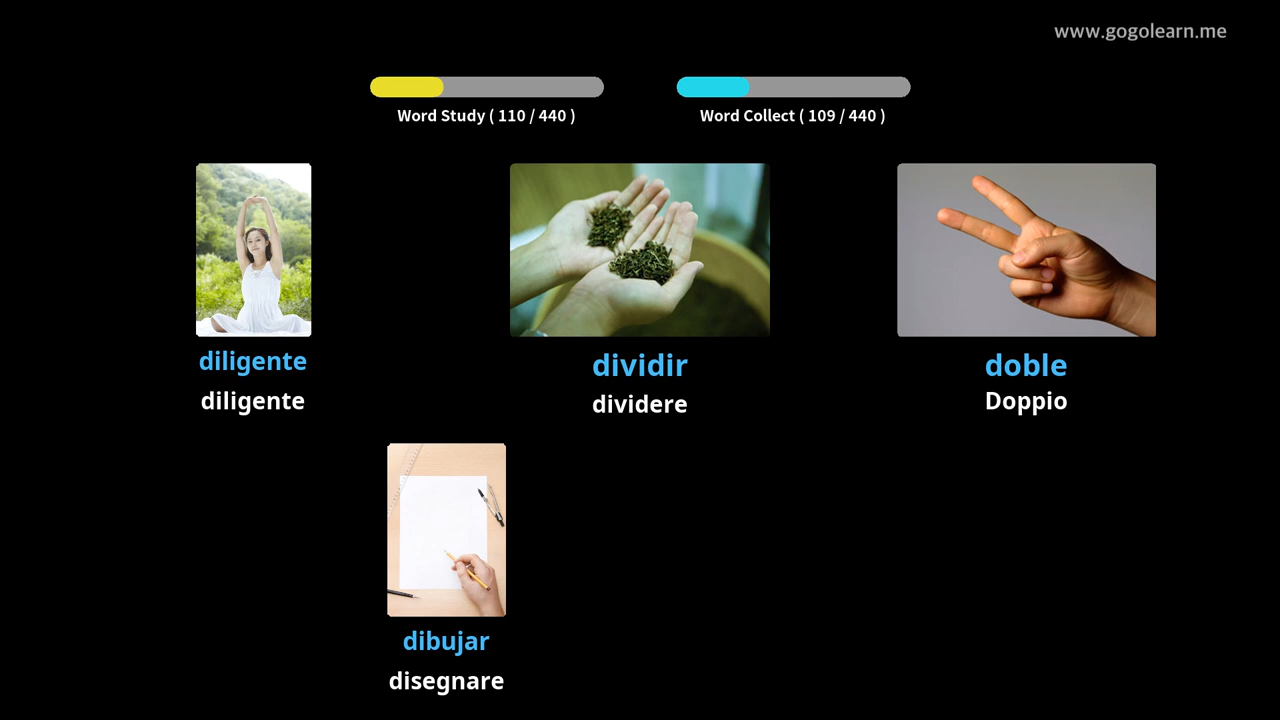 www.gogolearn.me
Word Study ( 110 / 440 )
Word Collect ( 109 / 440 )
diligente
diligente
dividir
dividere
doble
Doppio
dibujar
disegnare